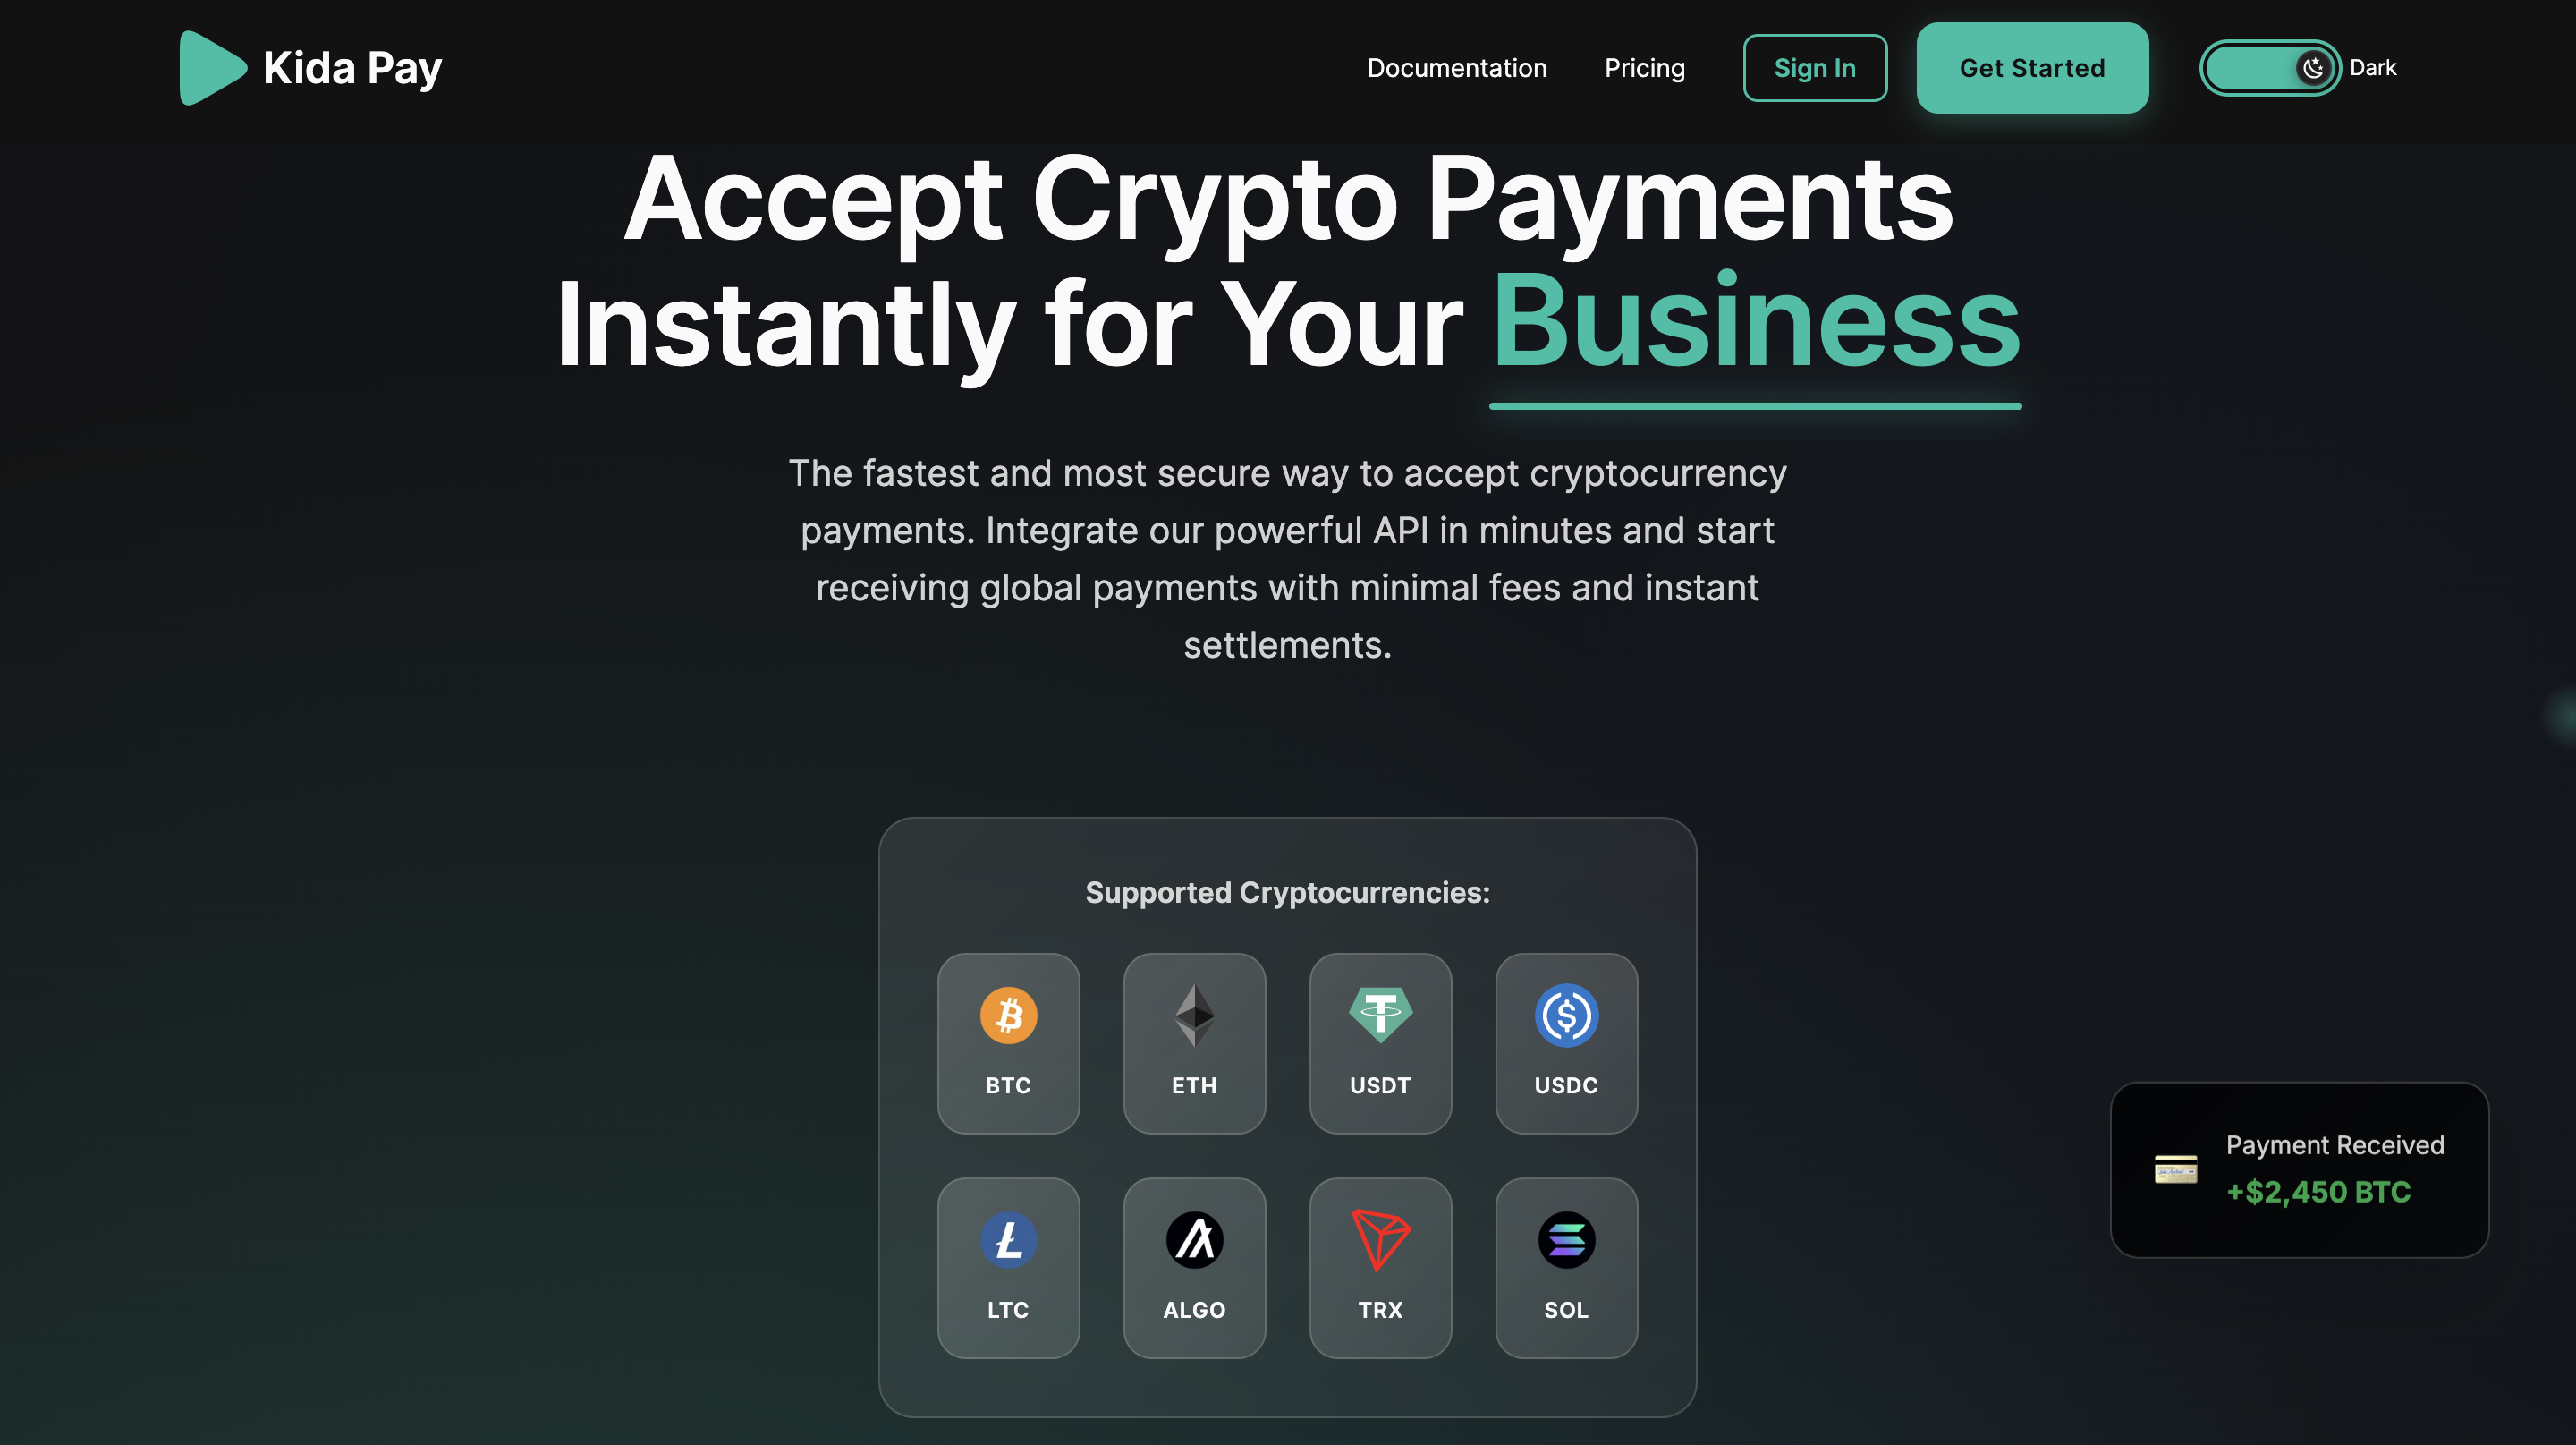 Kida Pay
Documentation
Pricing
Sign In
Get Started
Dark
Accept Crypto Payments
Instantly for Your Business
The fastest and most secure way to accept cryptocurrency
payments. Integrate our powerful API in minutes and start
receiving global payments with minimal fees and instant
settlements.
Supported Cryptocurrencies:
BTC
ETH
USDT
USDC
LTC
ALGO
TRX
SOL
Payment Received
+$2,450 BTC